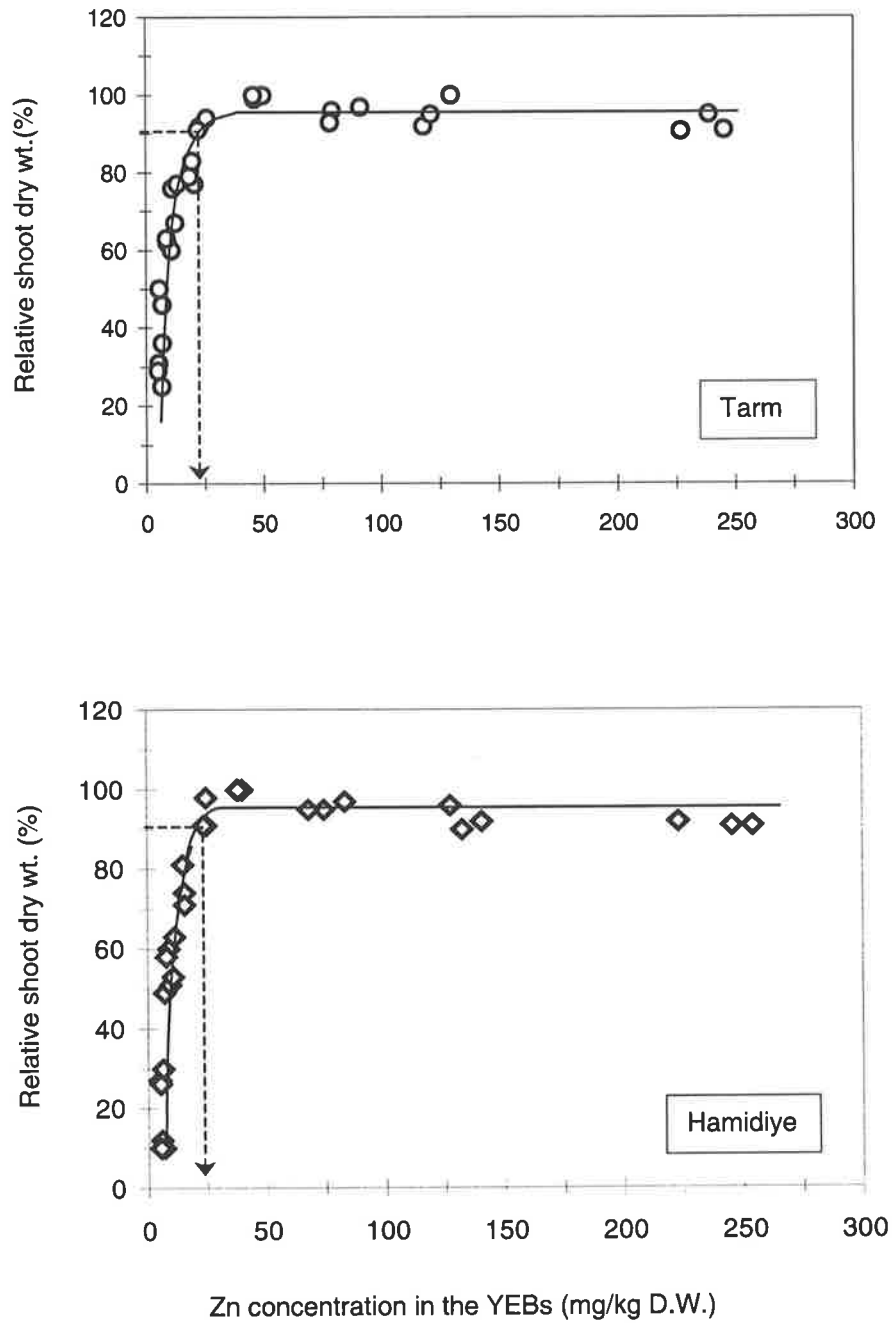 120
100
80
60
40
20
0
Relative shoot dry wt.(%)
Tarm
0 50 100 150 200 250 300
120
100
80
60
40
20
0
Relative shoot dry wt. (%)
Hamidiye
0 50 100 150 200 250 300
Zn concentration in the YEBs (mg/kg D.W.)